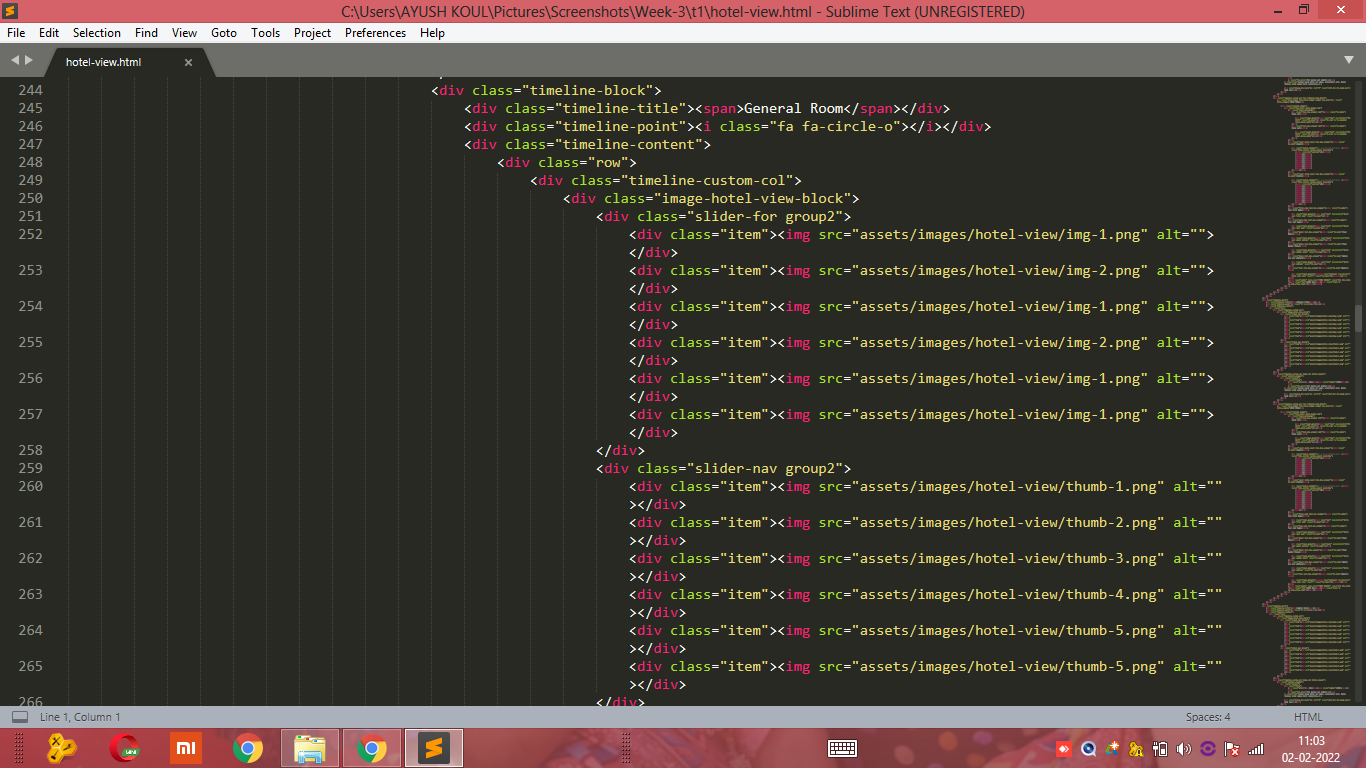 C:\Users\AYUSH KOUL\Pictures\Screenshots\Week-3\t1\hotel-view.html - Sublime Text (UNREGISTERED)
File Edit Selection Find View Goto Tools Project Preferences Help
hotel-view.html
244 <div class="timeline-block">
245 <div class="timeline-title"><span>General Room</span></div>
246 <div class="timeline-point"><i class="fa fa-circle-o"></i></div>
247 <div class="timeline-content">
248 <div class="row">
249 <div class="timeline-custom-col">
250 <div class="image-hotel-view-block">
251 <div class="slider-for group2">
252 <div class="item"><img src="assets/images/hotel-view/img-1.png" alt="">
</div>
253 <div class="item"><img src="assets/images/hotel-view/img-2.png" alt="">
</div>
254 <div class="item"><img src="assets/images/hotel-view/img-1.png" alt="">
</div>
255 <div class="item"><img src="assets/images/hotel-view/img-2.png" alt="">
</div>
256 <div class="item"><img src="assets/images/hotel-view/img-1.png" alt="">
</div>
257 <div class="item"><img src="assets/images/hotel-view/img-1.png" alt="">
</div>
258 </div>
259 <div class="slider-nav group2">
260 <div class="item"><img src="assets/images/hotel-view/thumb-1.png" alt=""
></div>
261 <div class="item"><img src="assets/images/hotel-view/thumb-2.png" alt=""
></div>
262 <div class="item"><img src="assets/images/hotel-view/thumb-3.png" alt=""
></div>
263 <div class="item"><img src="assets/images/hotel-view/thumb-4.png" alt=""
></div>
264 <div class="item"><img src="assets/images/hotel-view/thumb-5.png" alt=""
></div>
265 <div class="item"><img src="assets/images/hotel-view/thumb-5.png" alt=""
></div>
266 </div>
Line 1, Column 1 Spaces: 4 HTML
mi
11:03
02-02-2022